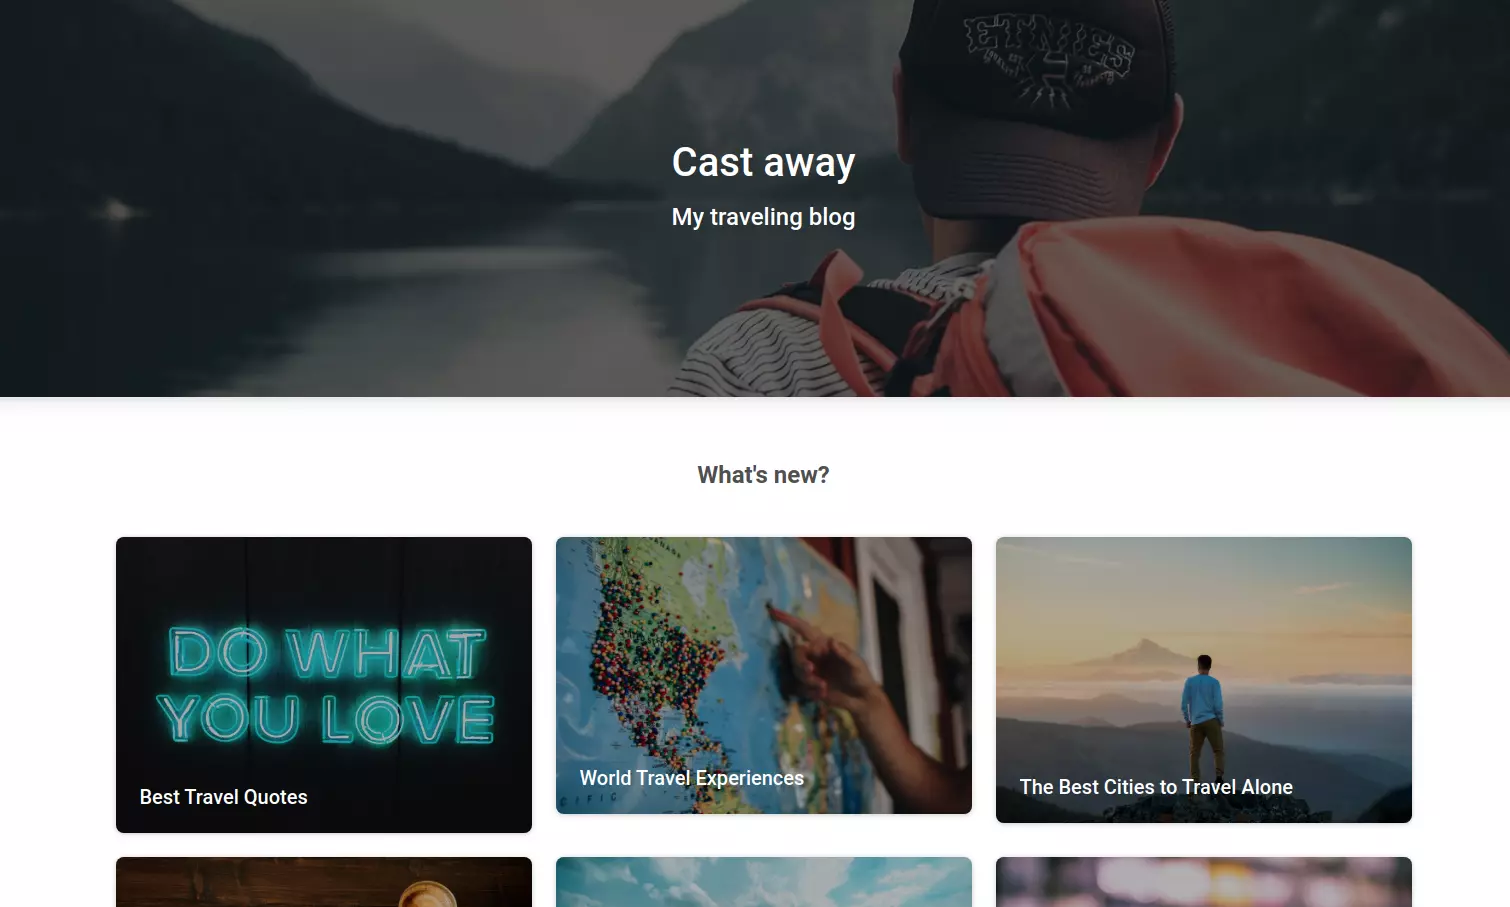 ETNIES
Cast away
My traveling blog
What's new?
DO WHAT
YOU LOVE
Best Travel Quotes
World Travel Experiences
The Best Cities to Travel Alone